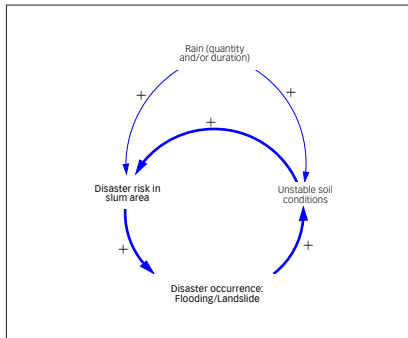 Rain (quantity
and/or duration)
+
+
+
Disaster risk in
slum area
Unstable soil
conditions
+
+
Disaster occurrence:
Flooding/Landslide